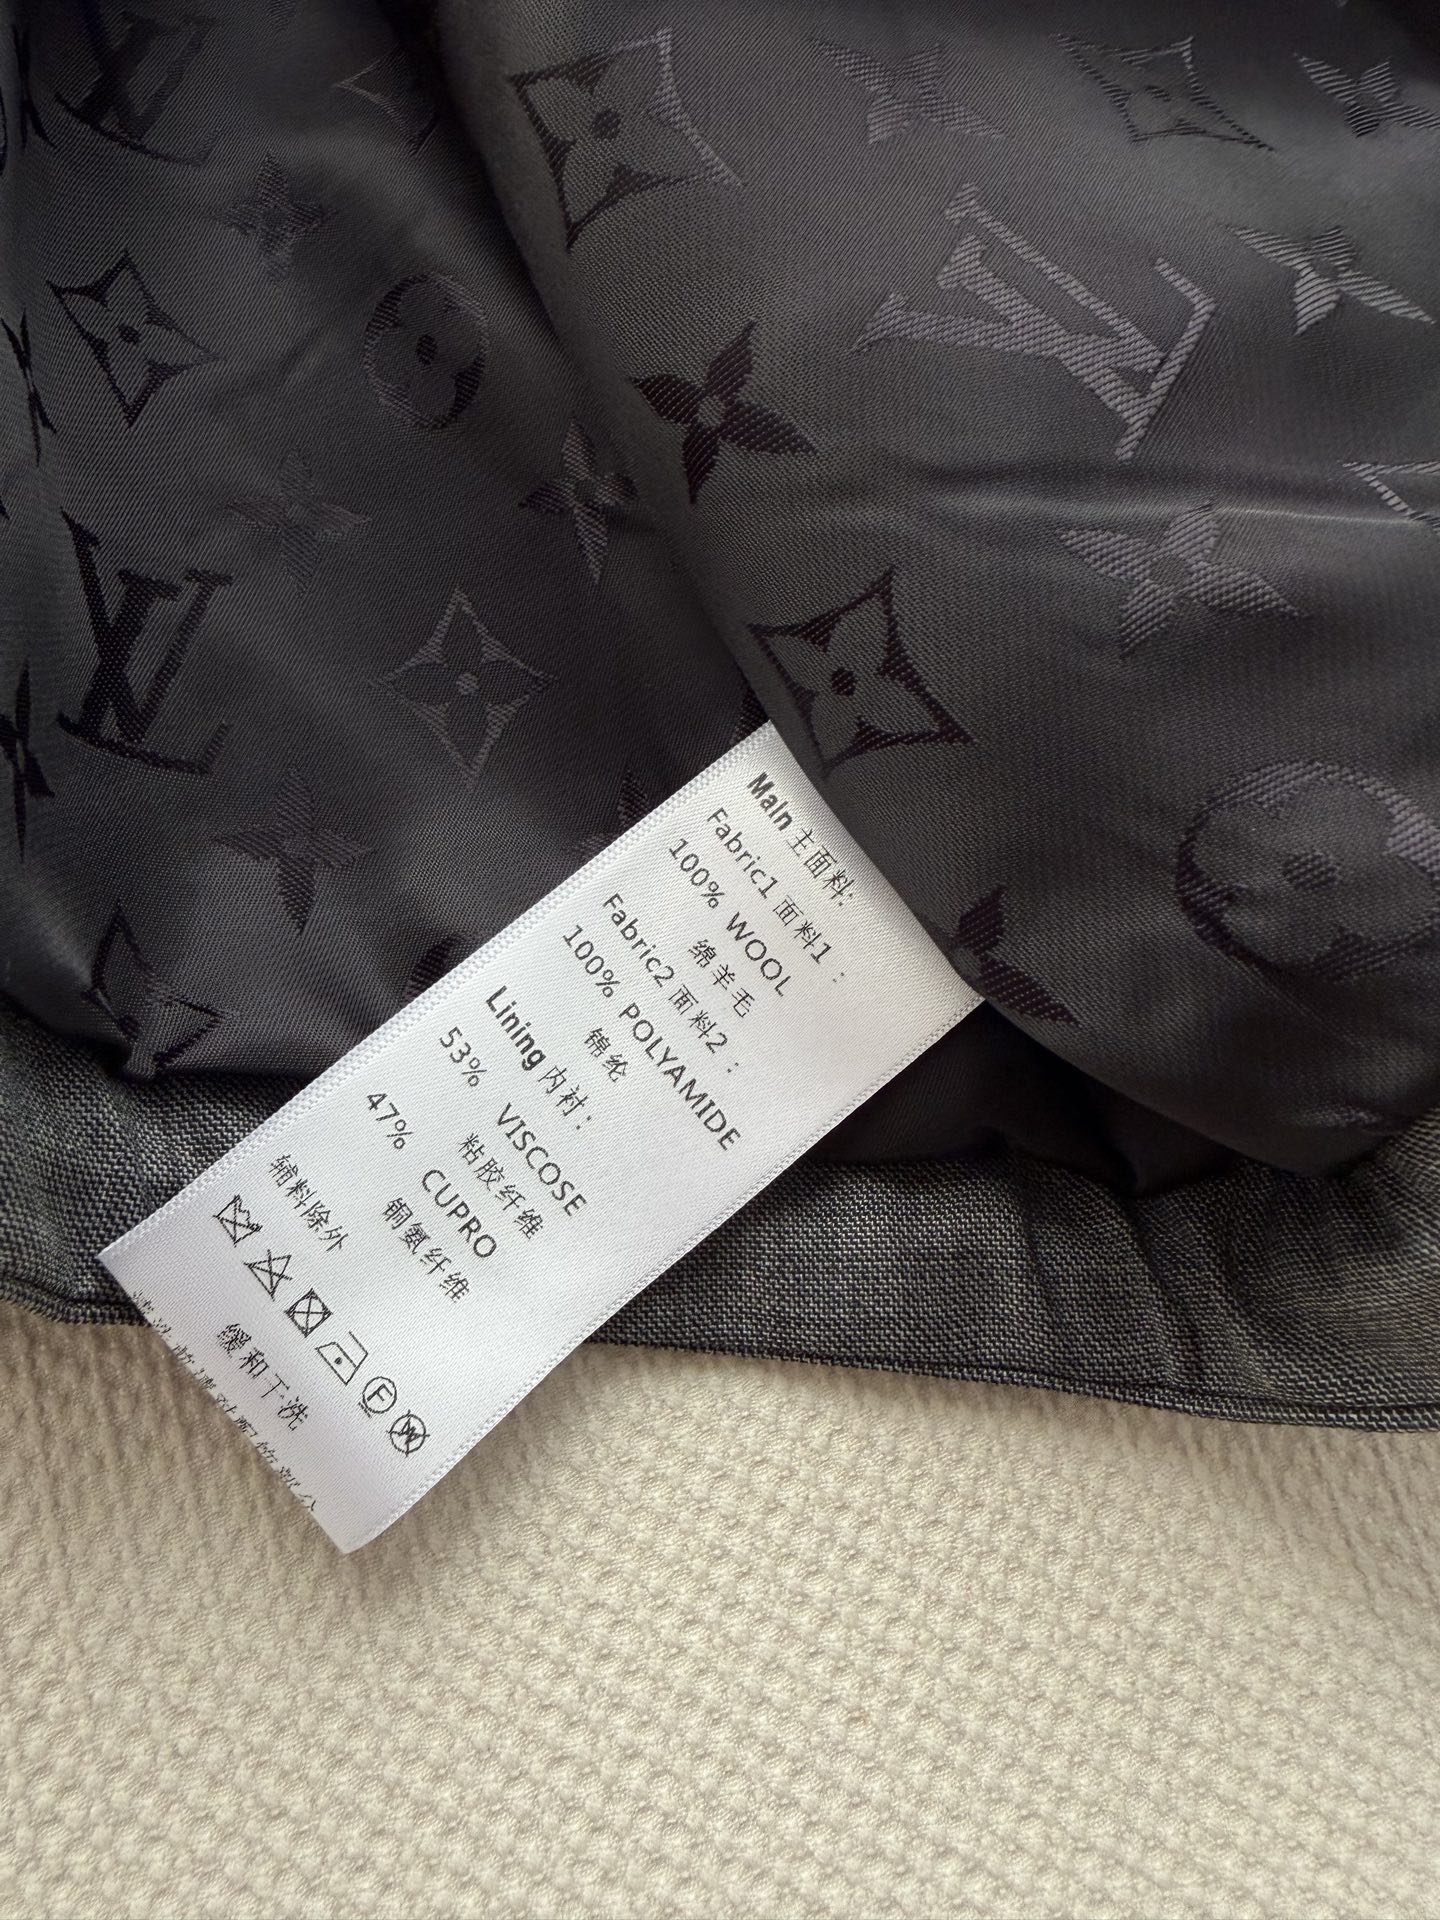 Main 主面料:
Fabric1 面料1 :
100% WOOL
绵羊毛
Fabric2 面料2 :
100% POLYAMIDE
锦纶
Lining 内衬:
53% VISCOSE
粘胶纤维
47% CUPRO
铜氨纤维
辅料除外
F
W
缓和干洗